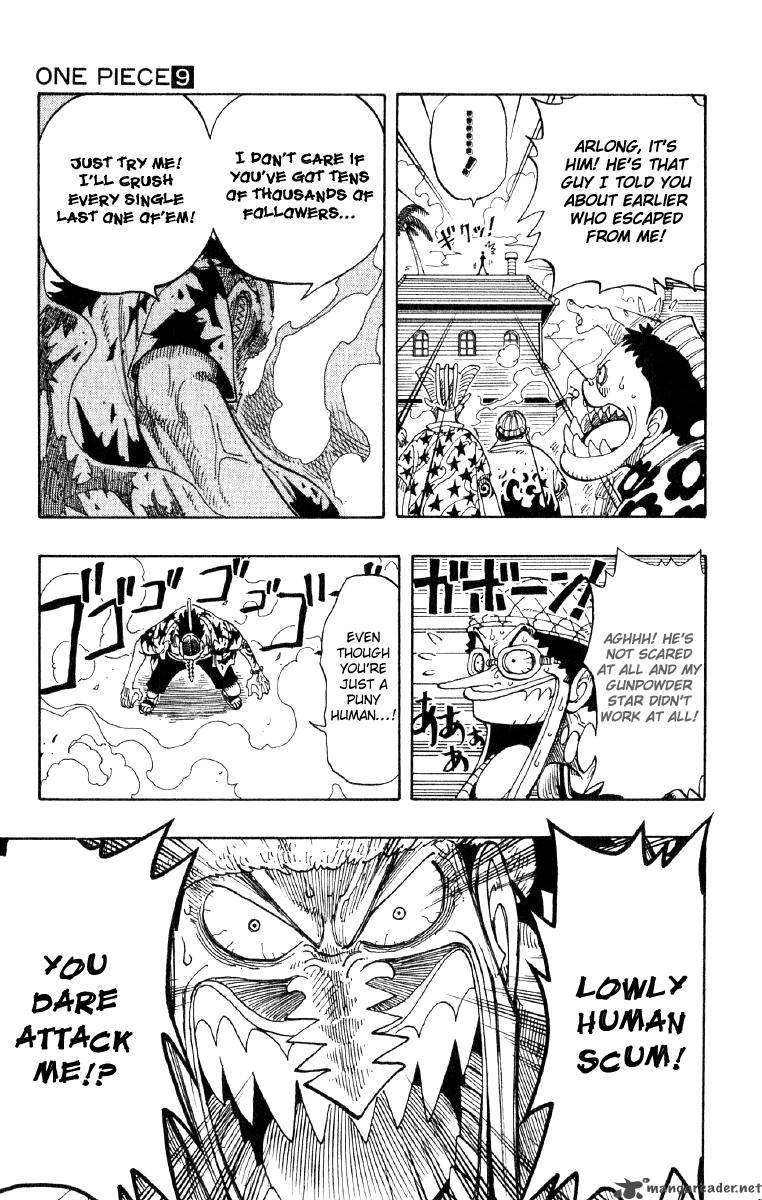 ONE PIECE 9
ARLONG, IT'S
HIM! HE'S THAT
GUY I TOLD YOU
ABOUT EARLIER
WHO ESCAPED
FROM ME!
......!
ギクッ!
I DON'T CARE IF
YOU'VE GOT TENS
OF THOUSANDS OF
FOLLOWERS...
JUST TRY ME!
I'LL CRUSH
EVERY SINGLE
LAST ONE OF'EM!
ガボーン!
AGHHH! HE'S
NOT SCARED
AT ALL AND MY
GUNPOWDER
STAR DIDN'T
WORK AT ALL!
あああぁ
ゴゴゴゴゴゴ
EVEN
THOUGH
YOU'RE
JUST A
PUNY
HUMAN...!
LOWLY
HUMAN
SCUM!
YOU
DARE
ATTACK
ME!?
mangareader.net